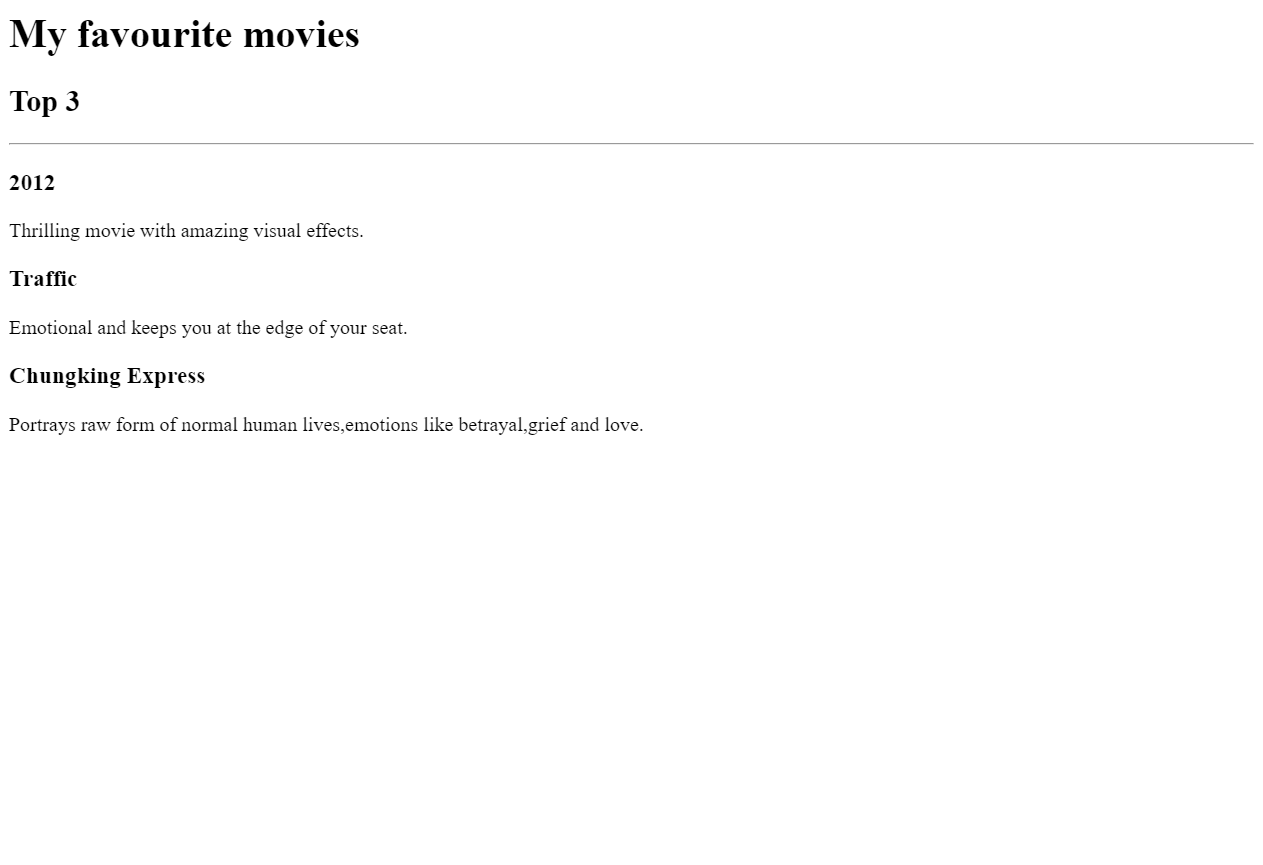 My favourite movies
Top 3
2012
Thrilling movie with amazing visual effects.
Traffic
Emotional and keeps you at the edge of your seat.
Chungking Express
Portrays raw form of normal human lives,emotions like betrayal,grief and love.